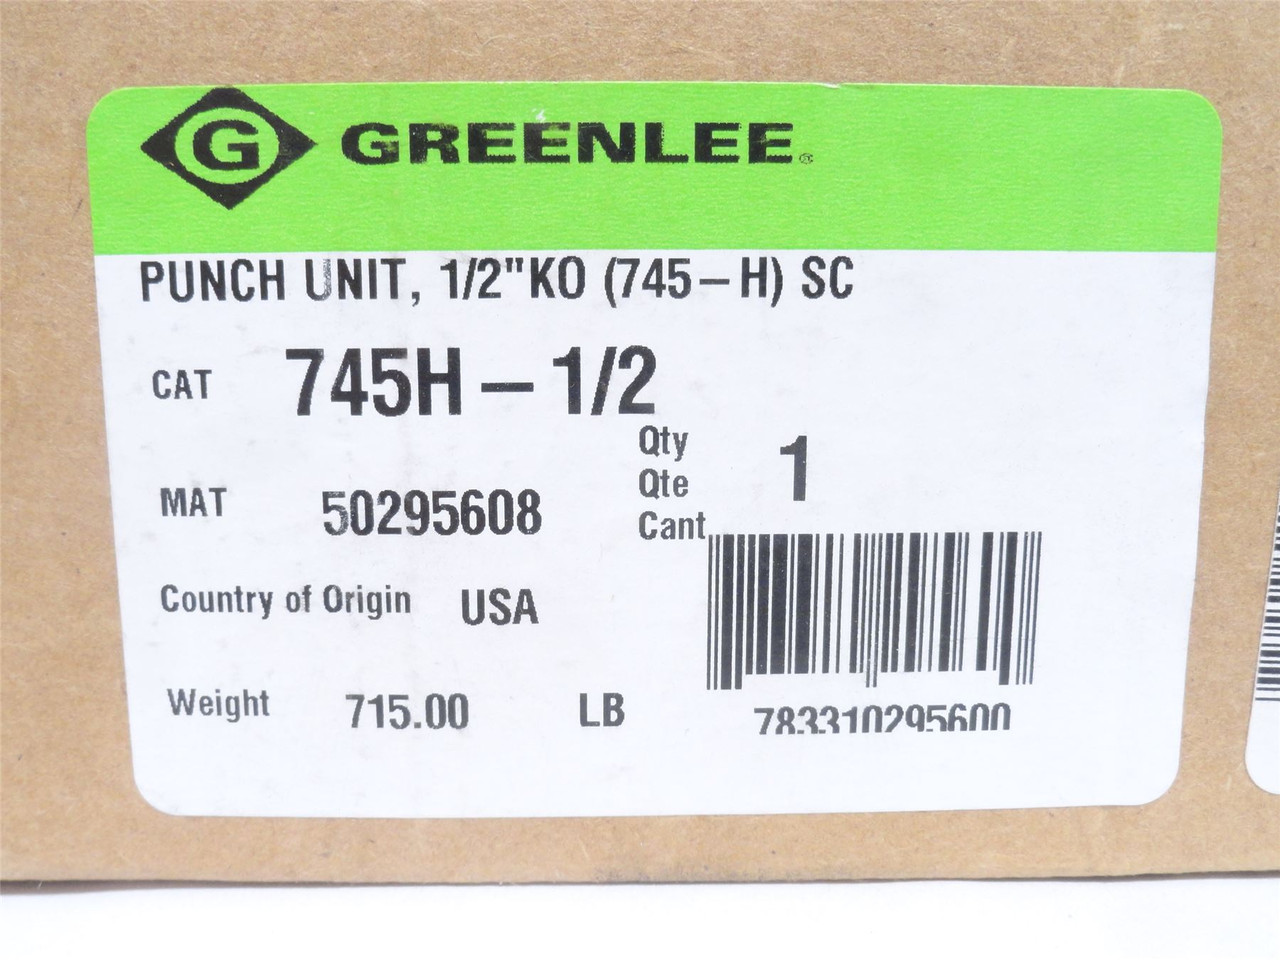 G GREENLEE®
PUNCH UNIT, 1/2"KO (745-H) SC
CAT 745H-1/2
Qty
Qte 1
Cant
MAT 50295608
Country of Origin USA
Weight 715.00 LB
783310295600